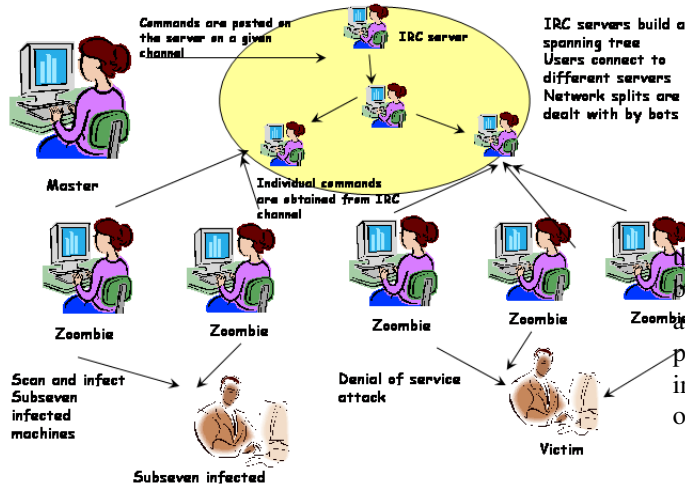 Commands are posted on
the server on a given
channel
IRC server
IRC servers build a
spanning tree
Users connect to
different servers
Network splits are
dealt with by bots
Master
Individual commands
are obtained from IRC
channel
Zoombie
Zoombie
Zoombie
Zoombie
Zoombie
Scan and infect
Subseven
infected
machines
Denial of service
attack
Victim
Subseven infected